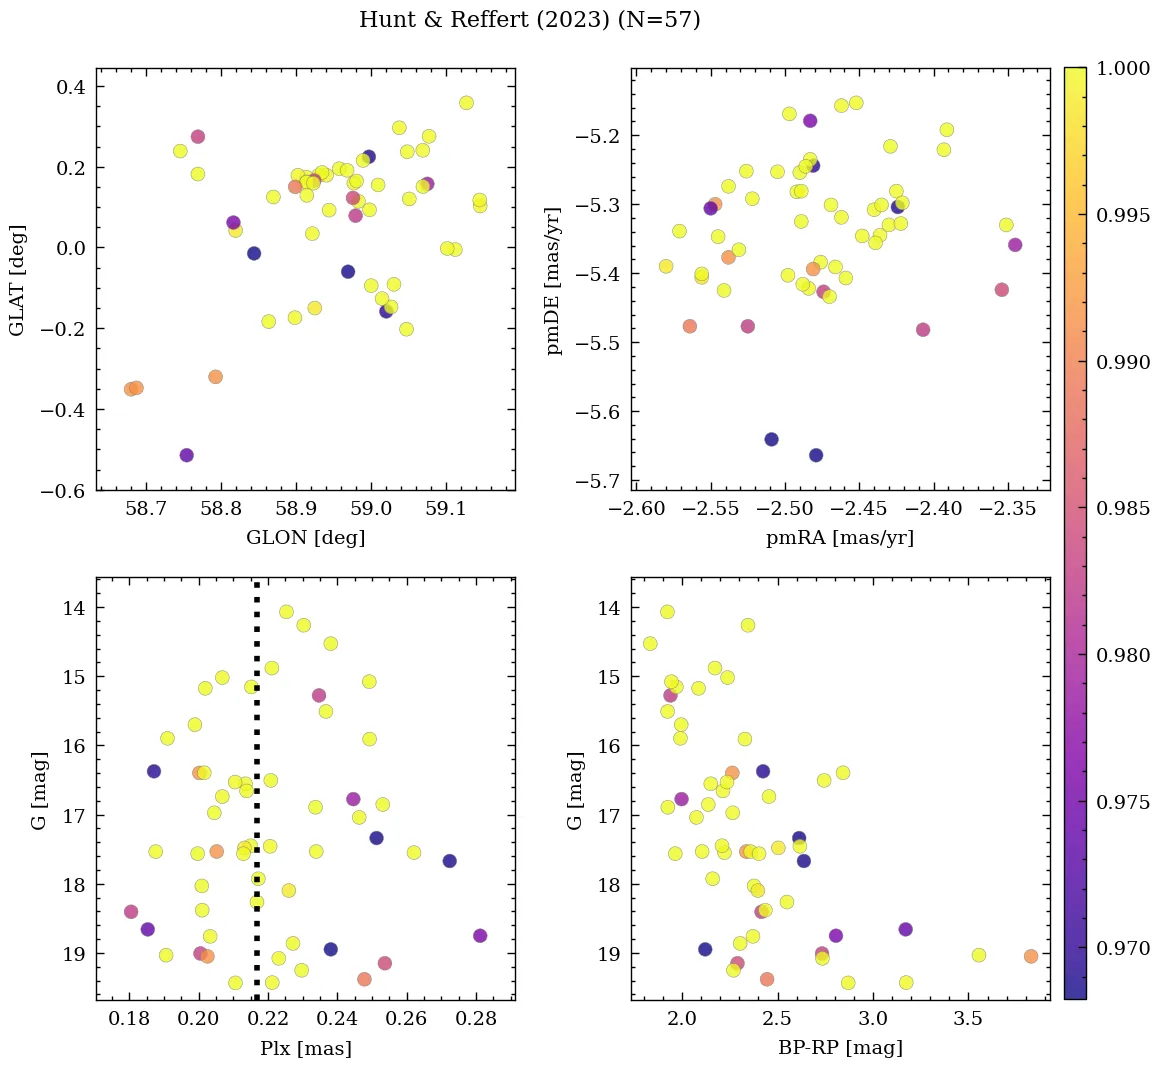 Hunt & Reffert (2023) (N=57)
0.4
0.2
0.0
−0.2
−0.4
−0.6
GLAT [deg]
58.7 58.8 58.9 59.0 59.1
GLON [deg]
−5.2
−5.3
−5.4
−5.5
−5.6
−5.7
pmDE [mas/yr]
−2.60 −2.55 −2.50 −2.45 −2.40 −2.35
pmRA [mas/yr]
14
15
16
17
18
19
G [mag]
0.18 0.20 0.22 0.24 0.26 0.28
Plx [mas]
14
15
16
17
18
19
G [mag]
2.0 2.5 3.0 3.5
BP-RP [mag]
1.000
0.995
0.990
0.985
0.980
0.975
0.970